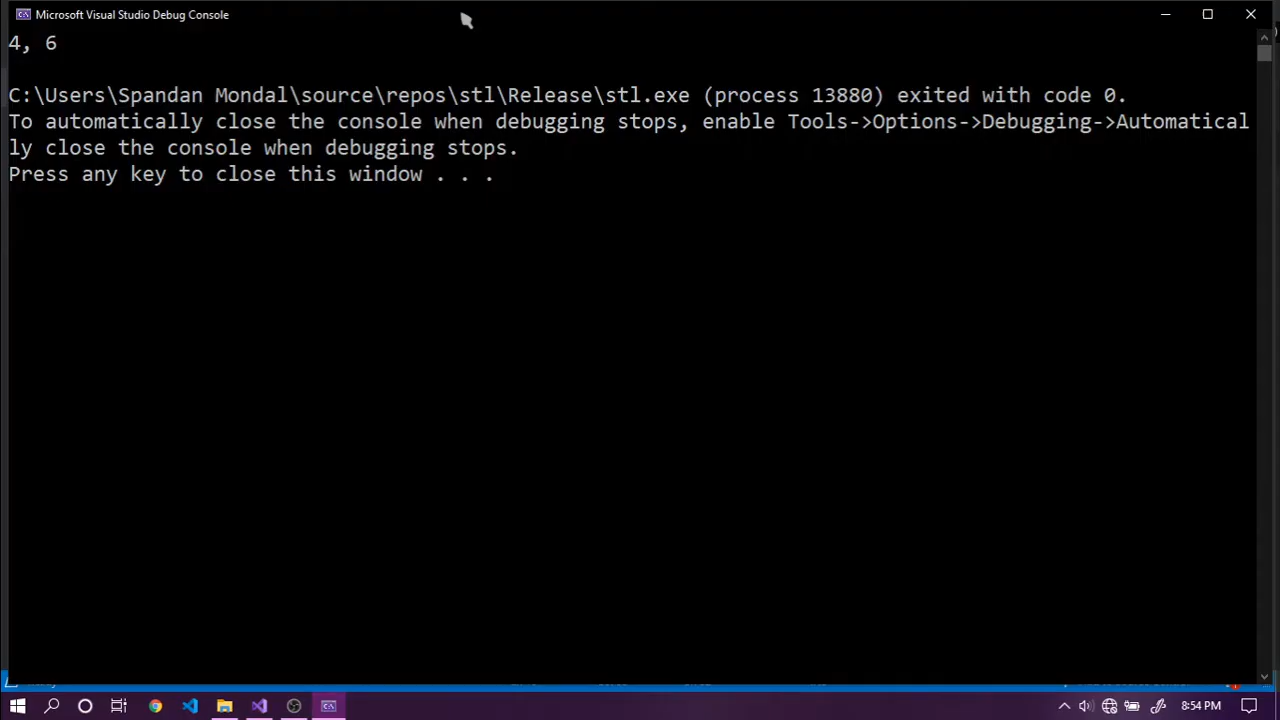 Microsoft Visual Studio Debug Console
4, 6
C:\Users\Spandan Mondal\source\repos\stl\Release\stl.exe (process 13880) exited with code 0.
To automatically close the console when debugging stops, enable Tools->Options->Debugging->Automatical
ly close the console when debugging stops.
Press any key to close this window . . .
8:54 PM